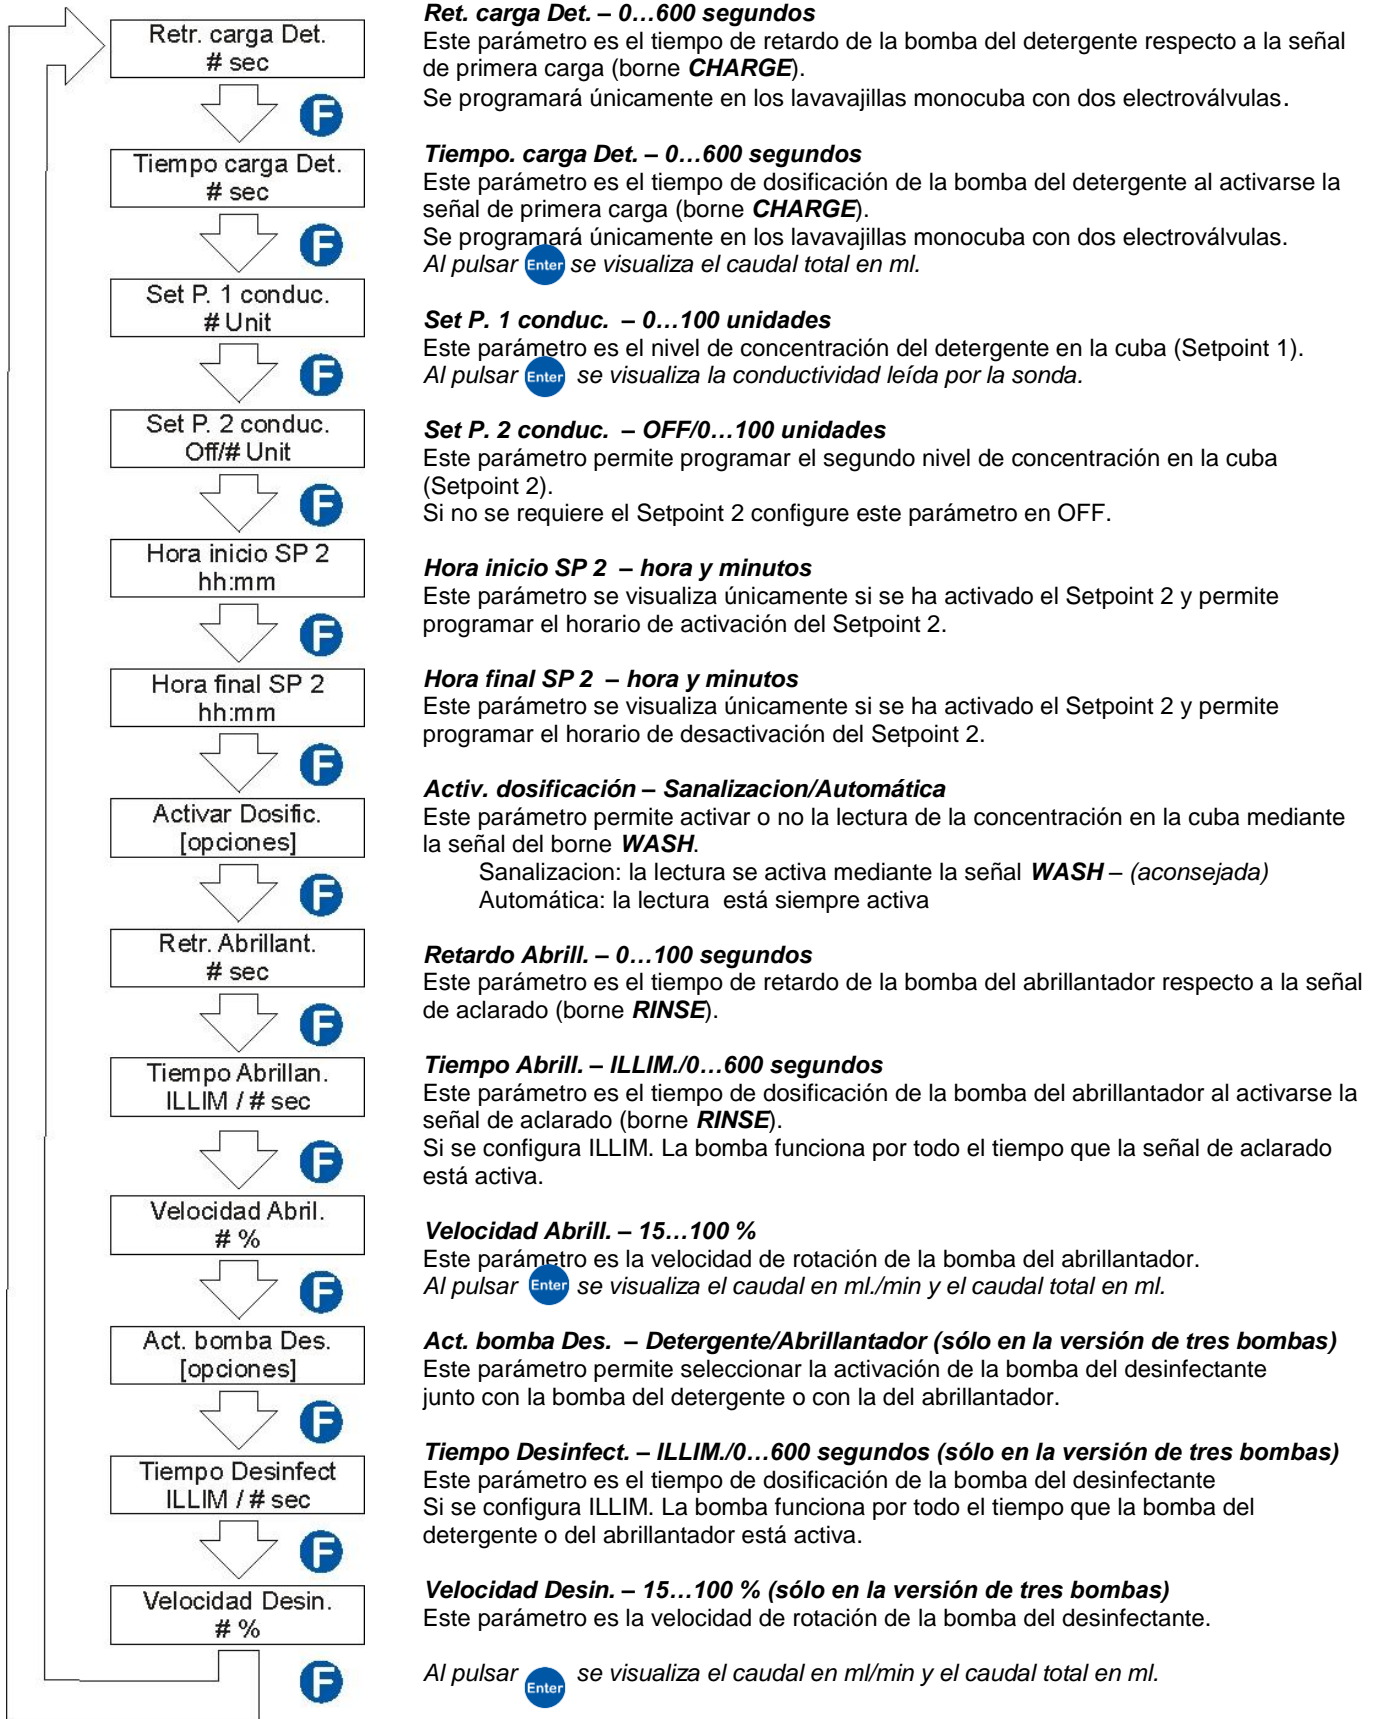 Retr. carga Det.
# sec
F
Ret. carga Det. – 0…600 segundos
Este parámetro es el tiempo de retardo de la bomba del detergente respecto a la señal
de primera carga (borne CHARGE).
Se programará únicamente en los lavavajillas monocuba con dos electroválvulas.
Tiempo carga Det.
# sec
F
Tiempo. carga Det. – 0…600 segundos
Este parámetro es el tiempo de dosificación de la bomba del detergente al activarse la
señal de primera carga (borne CHARGE).
Se programará únicamente en los lavavajillas monocuba con dos electroválvulas.
Al pulsar Enter se visualiza el caudal total en ml.
Set P. 1 conduc.
# Unit
F
Set P. 1 conduc. – 0…100 unidades
Este parámetro es el nivel de concentración del detergente en la cuba (Setpoint 1).
Al pulsar Enter se visualiza la conductividad leída por la sonda.
Set P. 2 conduc.
Off/# Unit
F
Set P. 2 conduc. – OFF/0…100 unidades
Este parámetro permite programar el segundo nivel de concentración en la cuba
(Setpoint 2).
Si no se requiere el Setpoint 2 configure este parámetro en OFF.
Hora inicio SP 2
hh:mm
F
Hora inicio SP 2 – hora y minutos
Este parámetro se visualiza únicamente si se ha activado el Setpoint 2 y permite
programar el horario de activación del Setpoint 2.
Hora final SP 2
hh:mm
F
Hora final SP 2 – hora y minutos
Este parámetro se visualiza únicamente si se ha activado el Setpoint 2 y permite
programar el horario de desactivación del Setpoint 2.
Activar Dosific.
[opciones]
F
Activ. dosificación – Sanalizacion/Automática
Este parámetro permite activar o no la lectura de la concentración en la cuba mediante
la señal del borne WASH.
Sanalizacion: la lectura se activa mediante la señal WASH – (aconsejada)
Automática: la lectura está siempre activa
Retr. Abrillant.
# sec
F
Retardo Abrill. – 0…100 segundos
Este parámetro es el tiempo de retardo de la bomba del abrillantador respecto a la señal
de aclarado (borne RINSE).
Tiempo Abrillan.
ILLIM / # sec
F
Tiempo Abrill. – ILLIM./0…600 segundos
Este parámetro es el tiempo de dosificación de la bomba del abrillantador al activarse la
señal de aclarado (borne RINSE).
Si se configura ILLIM. La bomba funciona por todo el tiempo que la señal de aclarado
está activa.
Velocidad Abril.
# %
F
Velocidad Abrill. – 15…100 %
Este parámetro es la velocidad de rotación de la bomba del abrillantador.
Al pulsar Enter se visualiza el caudal en ml./min y el caudal total en ml.
Act. bomba Des.
[opciones]
F
Act. bomba Des. – Detergente/Abrillantador (sólo en la versión de tres bombas)
Este parámetro permite seleccionar la activación de la bomba del desinfectante
junto con la bomba del detergente o con la del abrillantador.
Tiempo Desinfect
ILLIM / # sec
F
Tiempo Desinfect. – ILLIM./0…600 segundos (sólo en la versión de tres bombas)
Este parámetro es el tiempo de dosificación de la bomba del desinfectante
Si se configura ILLIM. La bomba funciona por todo el tiempo que la bomba del
detergente o del abrillantador está activa.
Velocidad Desin.
# %
F
Velocidad Desin. – 15…100 % (sólo en la versión de tres bombas)
Este parámetro es la velocidad de rotación de la bomba del desinfectante.
Al pulsar Enter se visualiza el caudal en ml/min y el caudal total en ml.